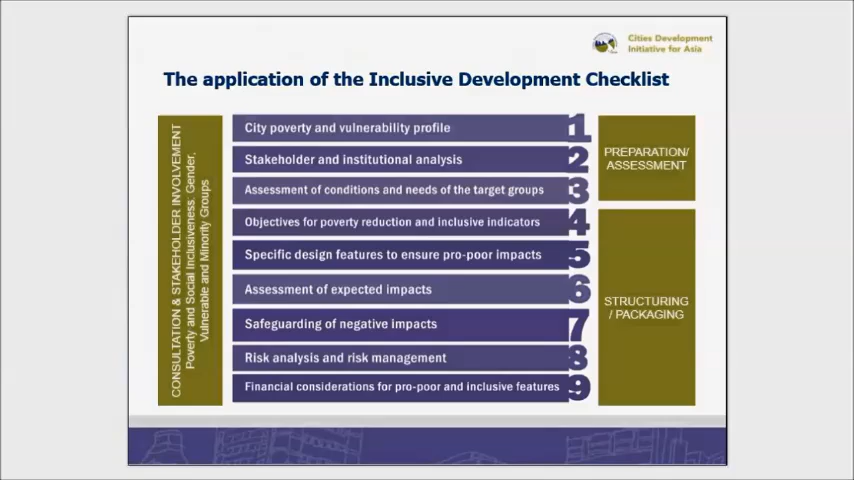 Cities Development
Initiative for Asia
The application of the Inclusive Development Checklist
CONSULTATION & STAKEHOLDER INVOLVEMENT
Poverty and Social Inclusiveness: Gender,
Vulnerable and Minority Groups
City poverty and vulnerability profile 1
Stakeholder and institutional analysis 2
Assessment of conditions and needs of the target groups 3
Objectives for poverty reduction and inclusive indicators 4
Specific design features to ensure pro-poor impacts 5
Assessment of expected impacts 6
Safeguarding of negative impacts 7
Risk analysis and risk management 8
Financial considerations for pro-poor and inclusive features 9
PREPARATION/
ASSESSMENT
STRUCTURING
/ PACKAGING